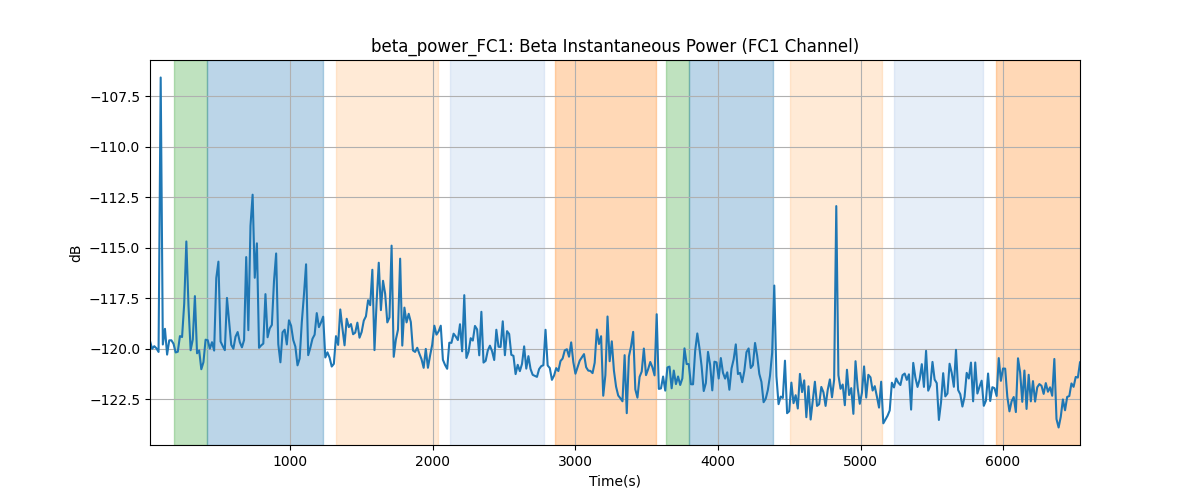 beta_power_FC1: Beta Instantaneous Power (FC1 Channel)
dB
−107.5
−110.0
−112.5
−115.0
−117.5
−120.0
−122.5
1000 2000 3000 4000 5000 6000
Time(s)